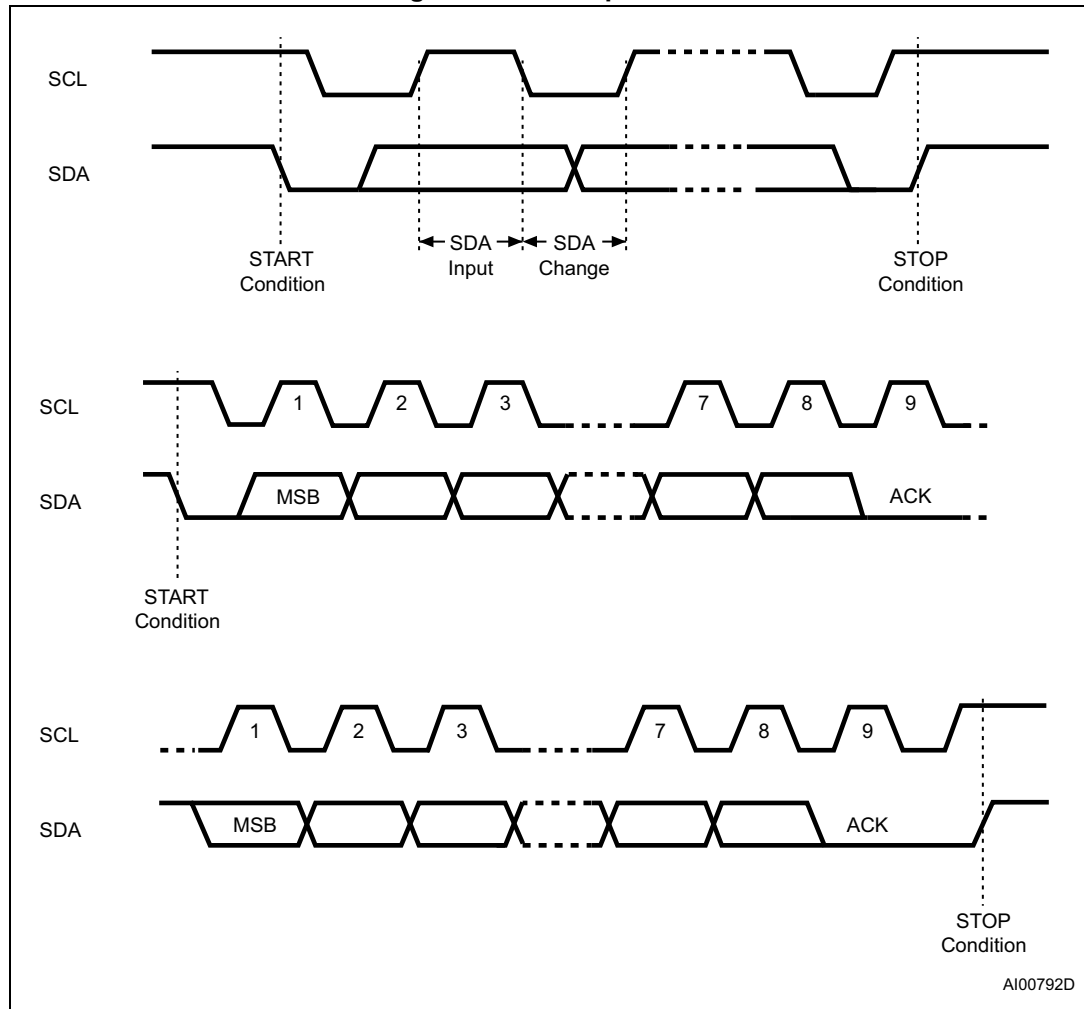 SCL
SDA
START
Condition
SDA
Input
SDA
Change
STOP
Condition
SCL
1
2
3
7
8
9
SDA
MSB
ACK
START
Condition
SCL
1
2
3
7
8
9
SDA
MSB
ACK
STOP
Condition
AI00792D